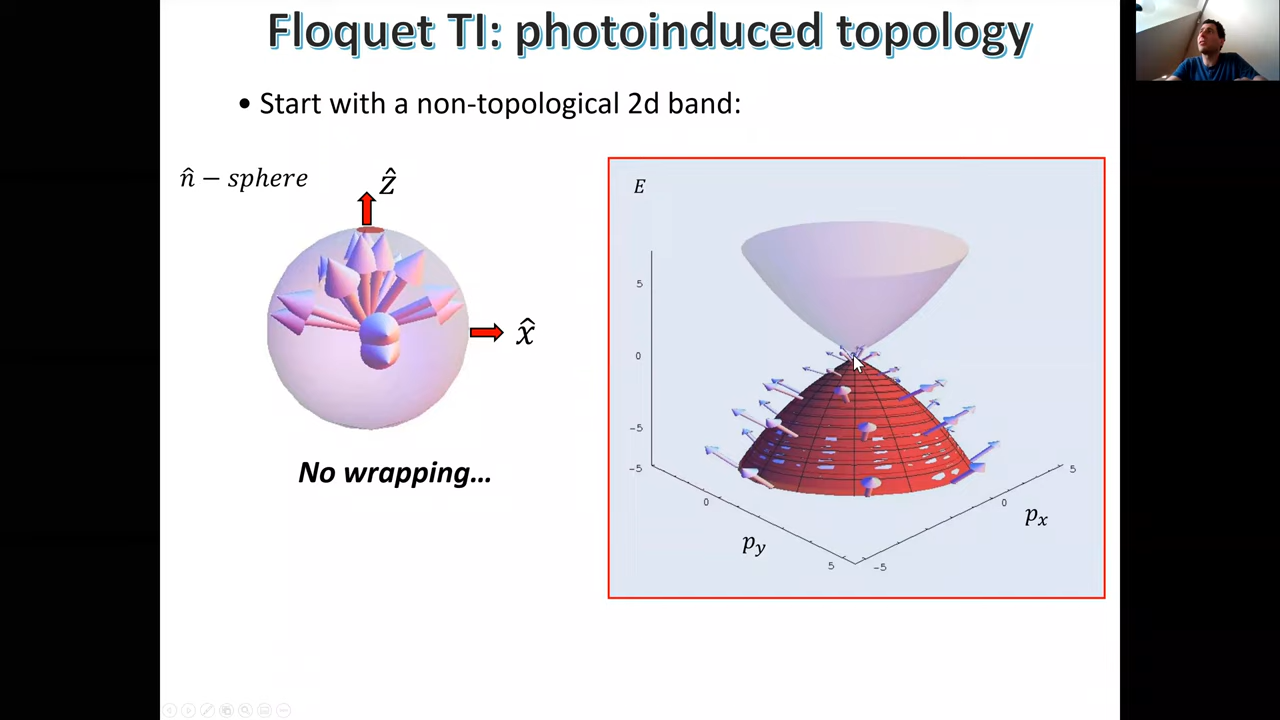 Floquet TI: photoinduced topology
• Start with a non-topological 2d band:
n̂ − sphere
ẑ
x̂
No wrapping...
E
5
0
−5
−5
0
5
p_y
−5
0
5
p_x